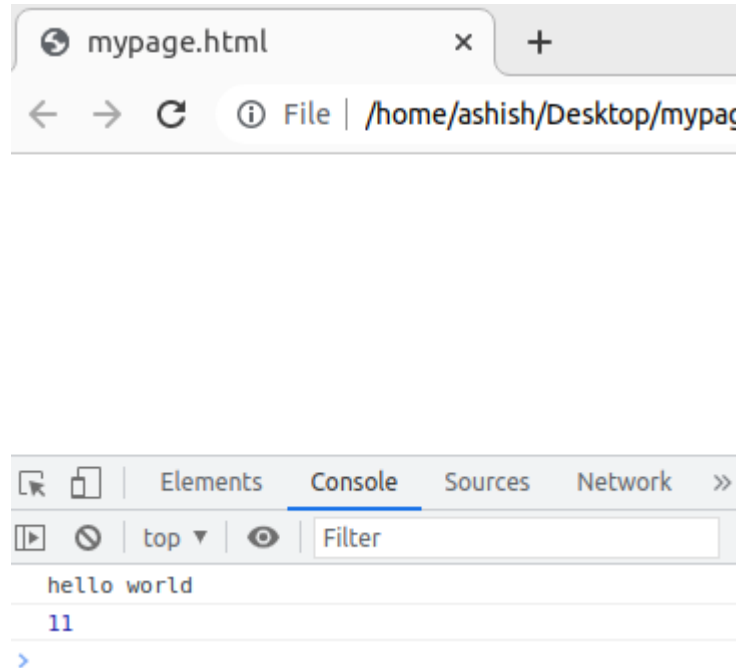 mypage.html
File /home/ashish/Desktop/mypag
Elements Console Sources Network
top Filter
hello world
11